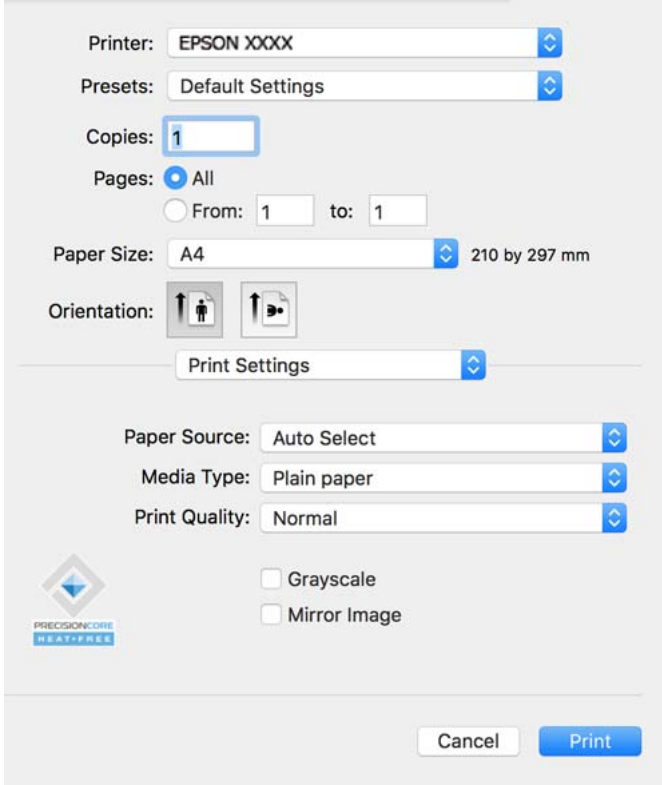 Printer: EPSON XXXX
Presets: Default Settings
Copies: 1
Pages: All
From: 1 to: 1
Paper Size: A4 210 by 297 mm
Orientation:
Print Settings
Paper Source: Auto Select
Media Type: Plain paper
Print Quality: Normal
Grayscale
Mirror Image
PRECISIONCORE
HEAT-FREE
Cancel Print